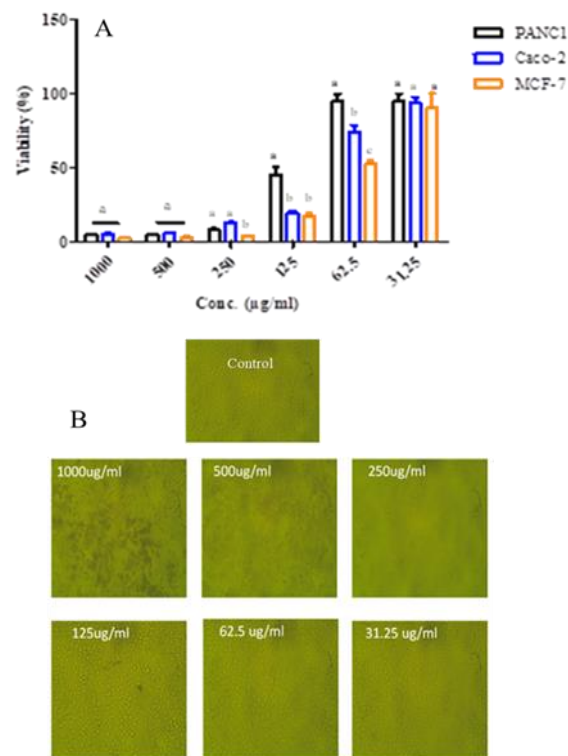 A
150
100
50
0
Viability (%)
PANC1
Caco-2
MCF-7
a
a
a a b
a b b
a b c
a a a
1000 500 250 125 62.5 31.25
Conc. (µg/ml)
B
Control
1000ug/ml 500ug/ml 250ug/ml
125ug/ml 62.5 ug/ml 31.25 ug/ml